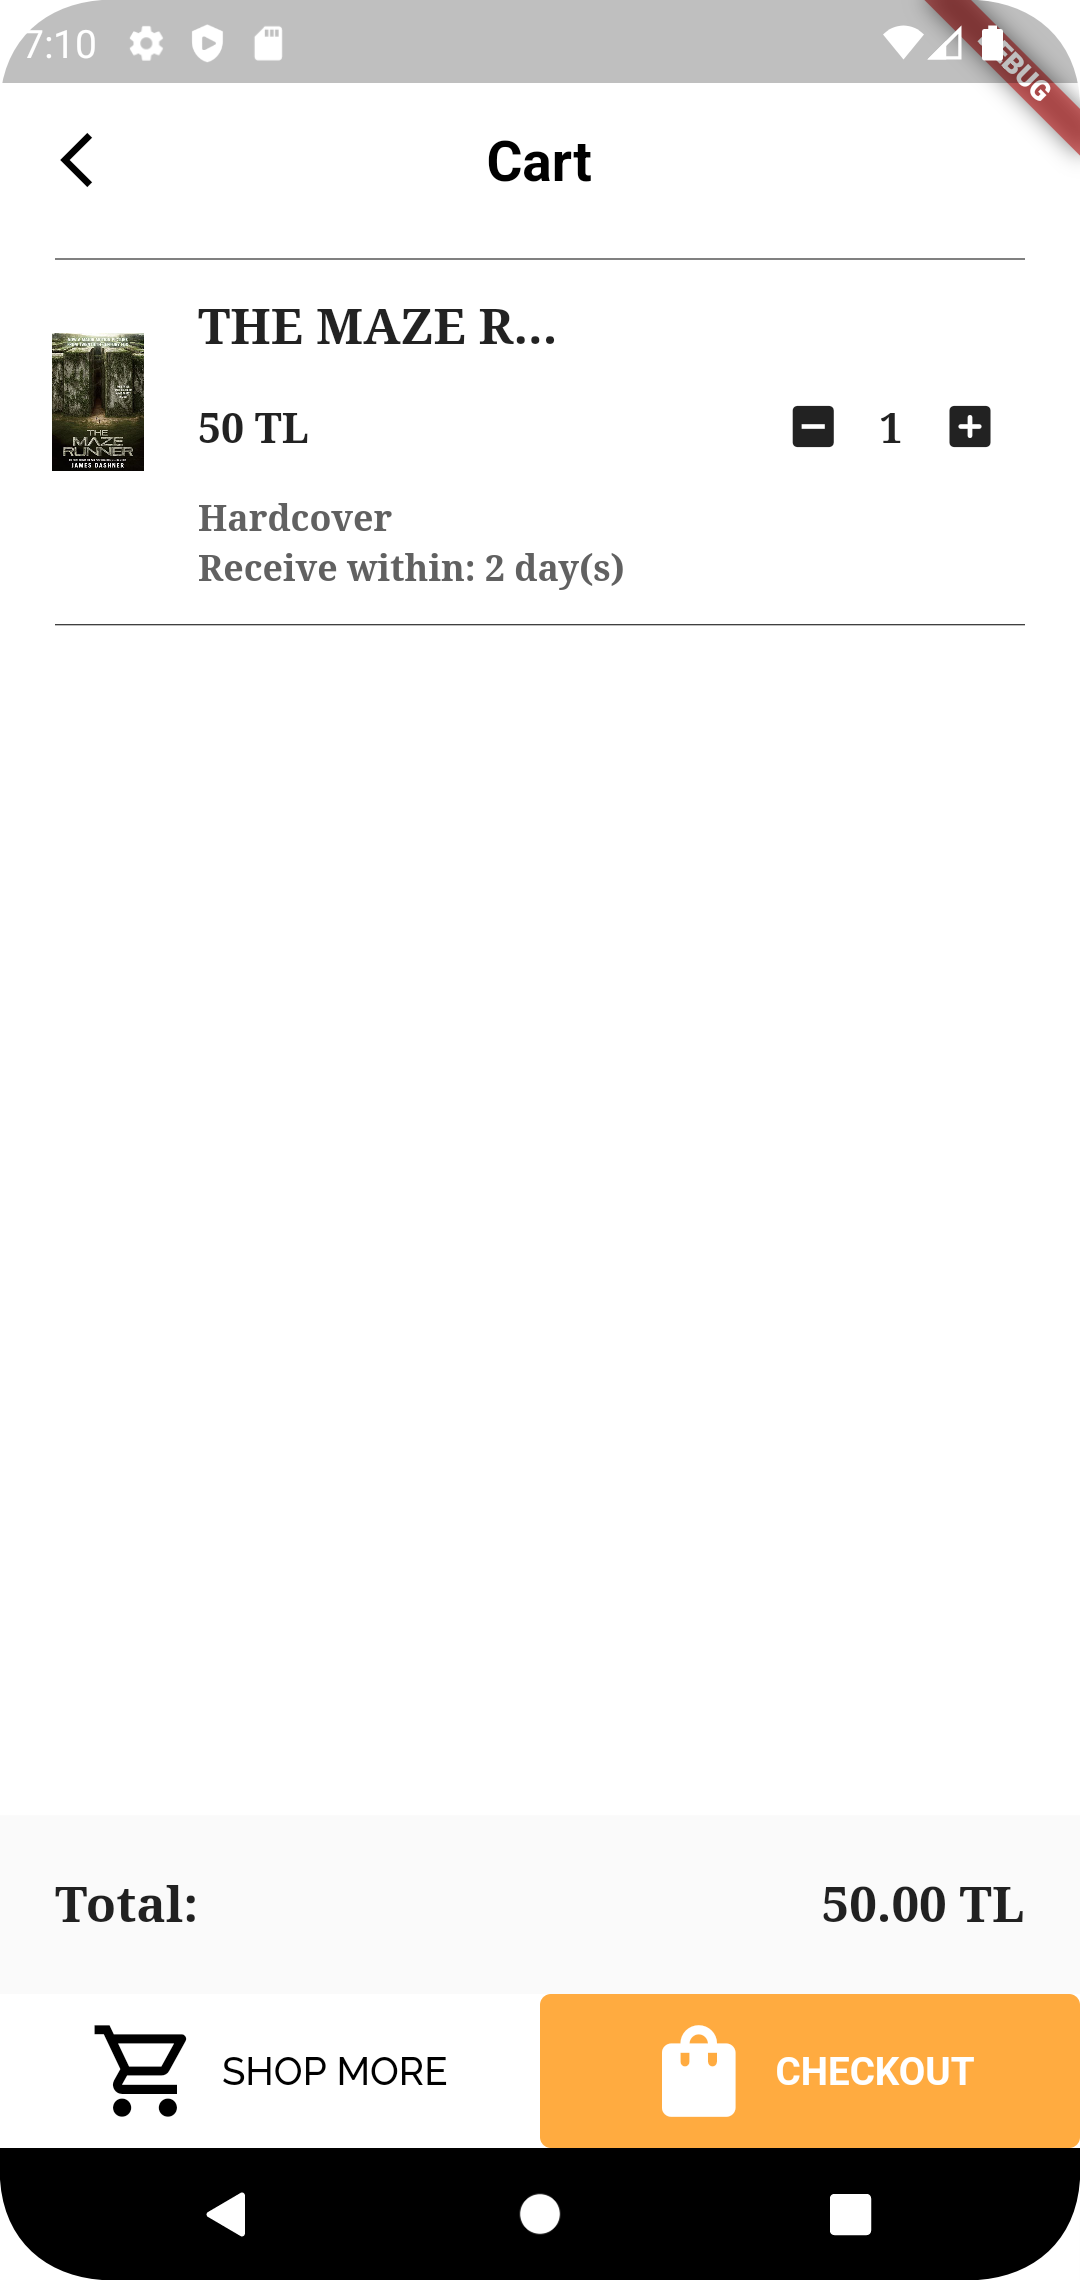 7:10
DEBUG
Cart
THE MAZE R...
THE
MAZE
RUNNER
JAMES DASHNER
50 TL
1
Hardcover
Receive within: 2 day(s)
Total:
50.00 TL
SHOP MORE
CHECKOUT